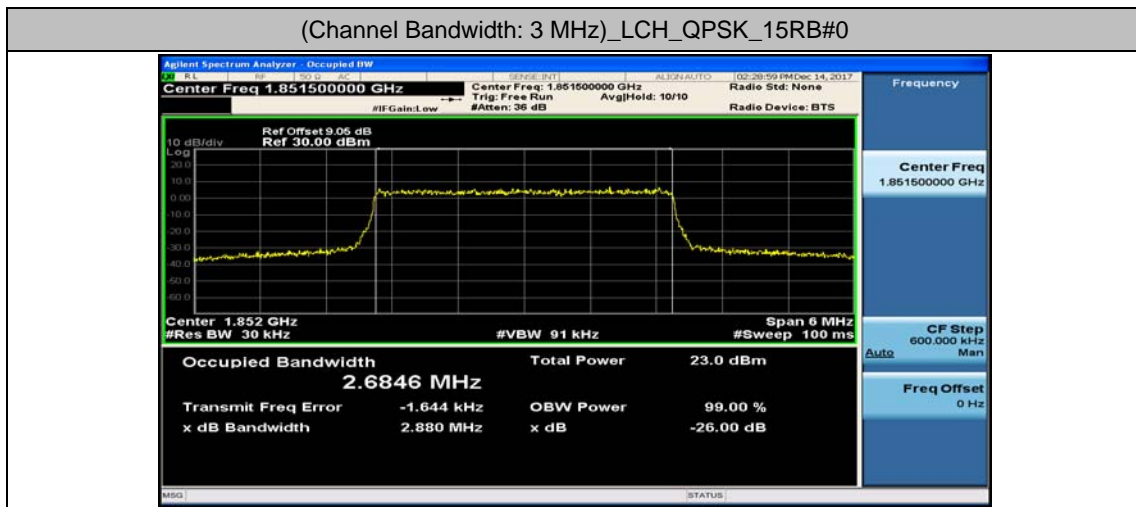 (Channel Bandwidth: 3 MHz)_LCH_QPSK_15RB#0
Agilent Spectrum Analyzer - Occupied BW
RL RF 50 Ω AC SENSE:INT ALIGN AUTO 02:28:59 PM Dec 14, 2017
Center Freq 1.851500000 GHz
Center Freq: 1.851500000 GHz
Radio Std: None
Trig: Free Run Avg|Hold: 10/10
#IFGain:Low #Atten: 36 dB Radio Device: BTS
Frequency
Ref Offset 9.05 dB
10 dB/div Ref 30.00 dBm
Log
20.0
10.0
0.00
-10.0
-20.0
-30.0
-40.0
-50.0
-60.0
Center Freq
1.851500000 GHz
Center 1.852 GHz Span 6 MHz
#Res BW 30 kHz #VBW 91 kHz #Sweep 100 ms
CF Step
600.000 kHz
Auto Man
Occupied Bandwidth Total Power 23.0 dBm
2.6846 MHz
Transmit Freq Error -1.644 kHz OBW Power 99.00 %
x dB Bandwidth 2.880 MHz x dB -26.00 dB
Freq Offset
0 Hz
MSG STATUS